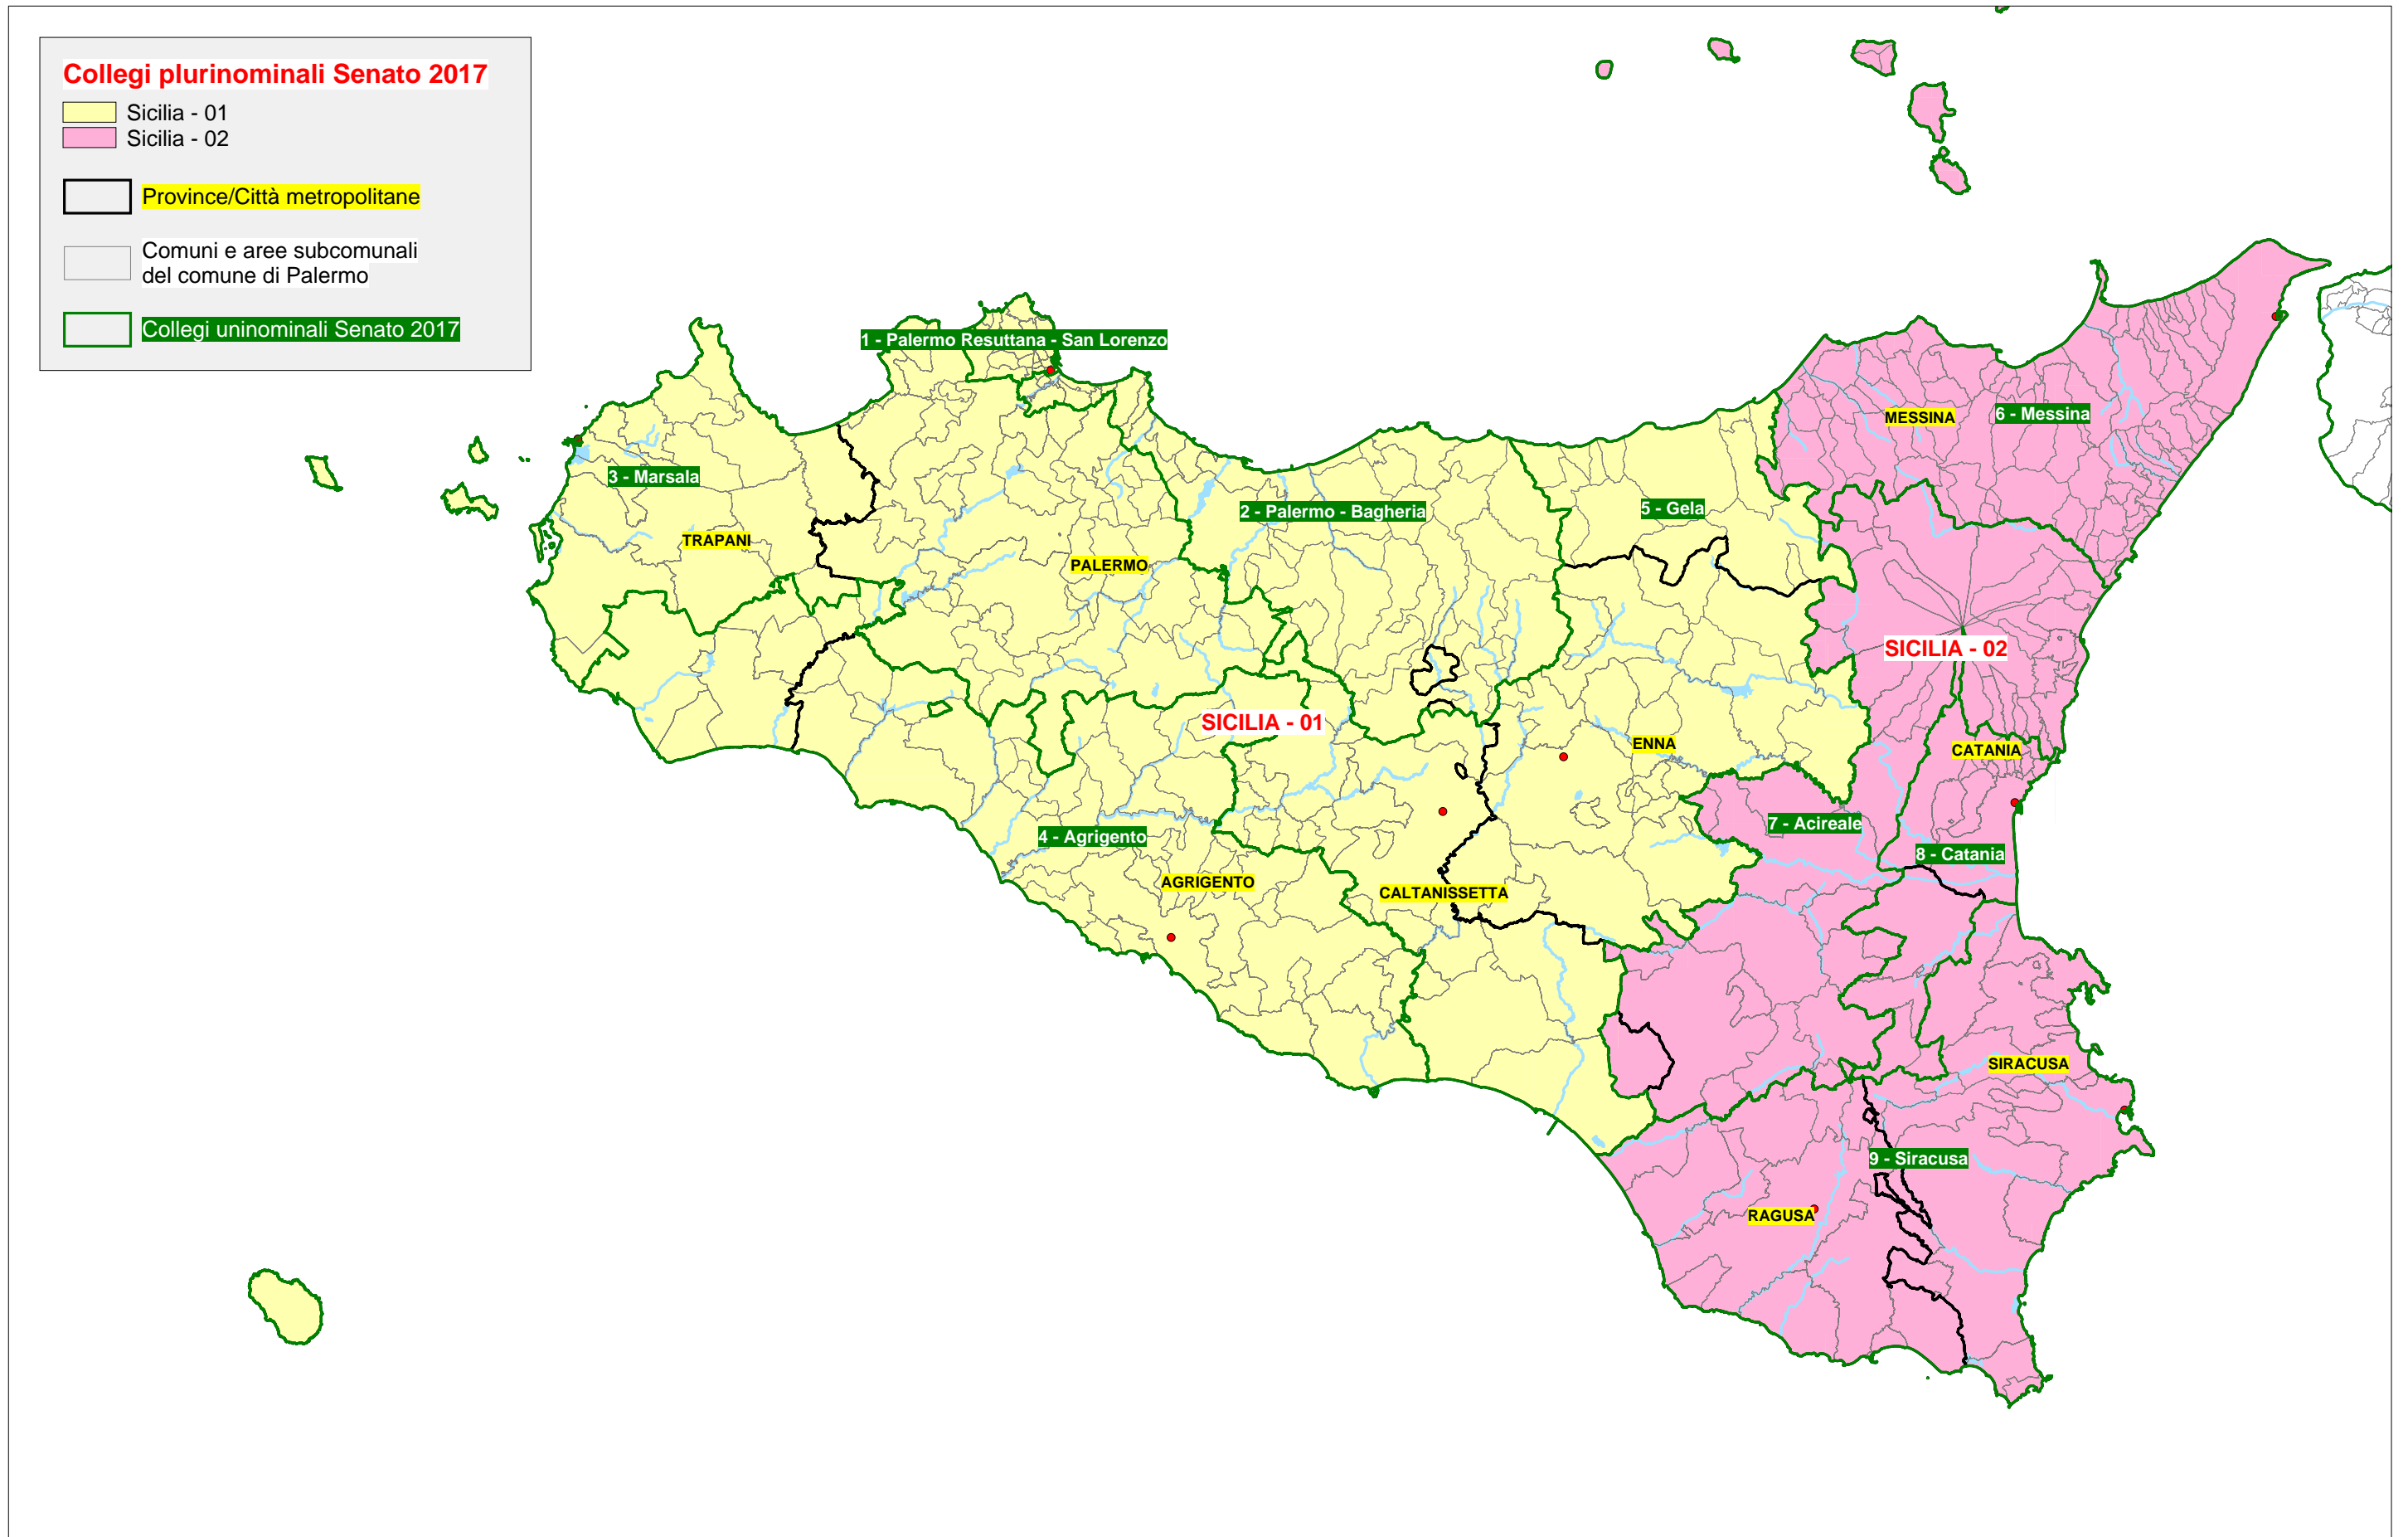 Collegi plurinominali Senato 2017
Sicilia - 01
Sicilia - 02
Province/Città metropolitane
Comuni e aree subcomunali
del comune di Palermo
Collegi uninominali Senato 2017
1 - Palermo Resuttana - San Lorenzo
MESSINA
6 - Messina
3 - Marsala
2 - Palermo - Bagheria
5 - Gela
TRAPANI
PALERMO
SICILIA - 02
SICILIA - 01
ENNA
CATANIA
7 - Acireale
4 - Agrigento
8 - Catania
AGRIGENTO
CALTANISSETTA
SIRACUSA
9 - Siracusa
RAGUSA